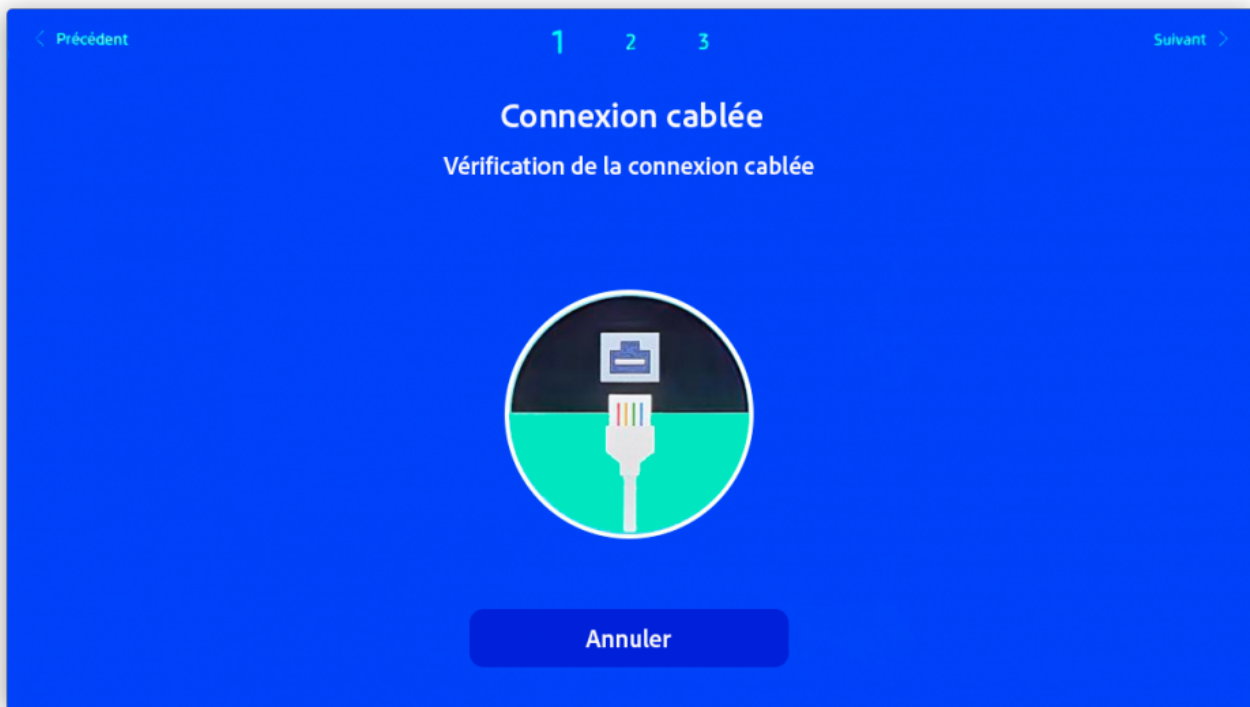 Précédent
1 2 3
Suivant
Connexion cablée
Vérification de la connexion cablée
Annuler